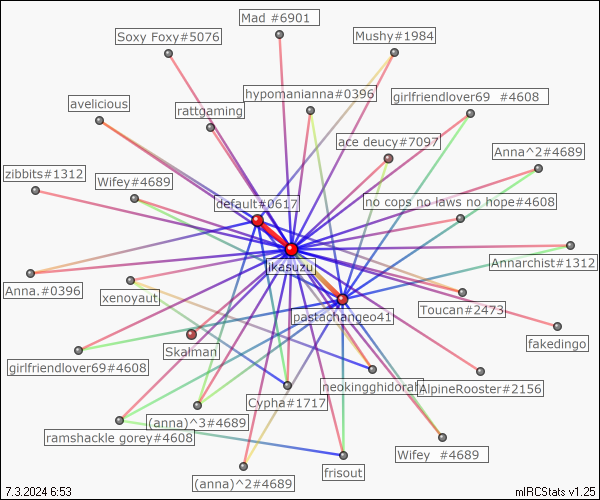 Mad #6901
Soxy Foxy#5076
Mushy#1984
hypomanianna#0396
girlfriendlover69 #4608
avelicious
rattgaming
ace deucy#7097
Anna^2#4689
zibbits#1312
Wifey#4689
default#0617
no cops no laws no hope#4608
jikasuzu
Annarchist#1312
Anna.#0396
xenoyaut
pastachangeo41
Toucan#2473
fakedingo
Skalman
girlfriendlover69#4608
neokingghidorah
AlpineRooster#2156
Cypha#1717
(anna)^3#4689
ramshackle gorey#4608
Wifey #4689
frisout
(anna)^2#4689
7.3.2024 6:53
mIRCStats v1.25